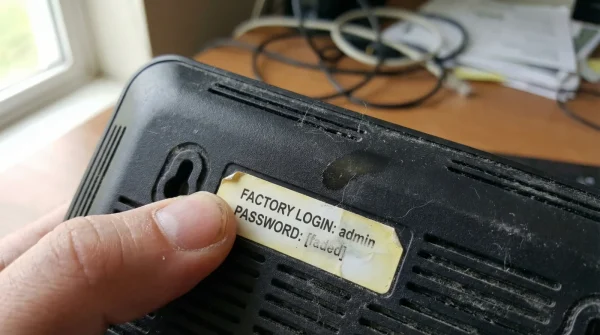 FACTORY LOGIN: admin
PASSWORD: [faded]